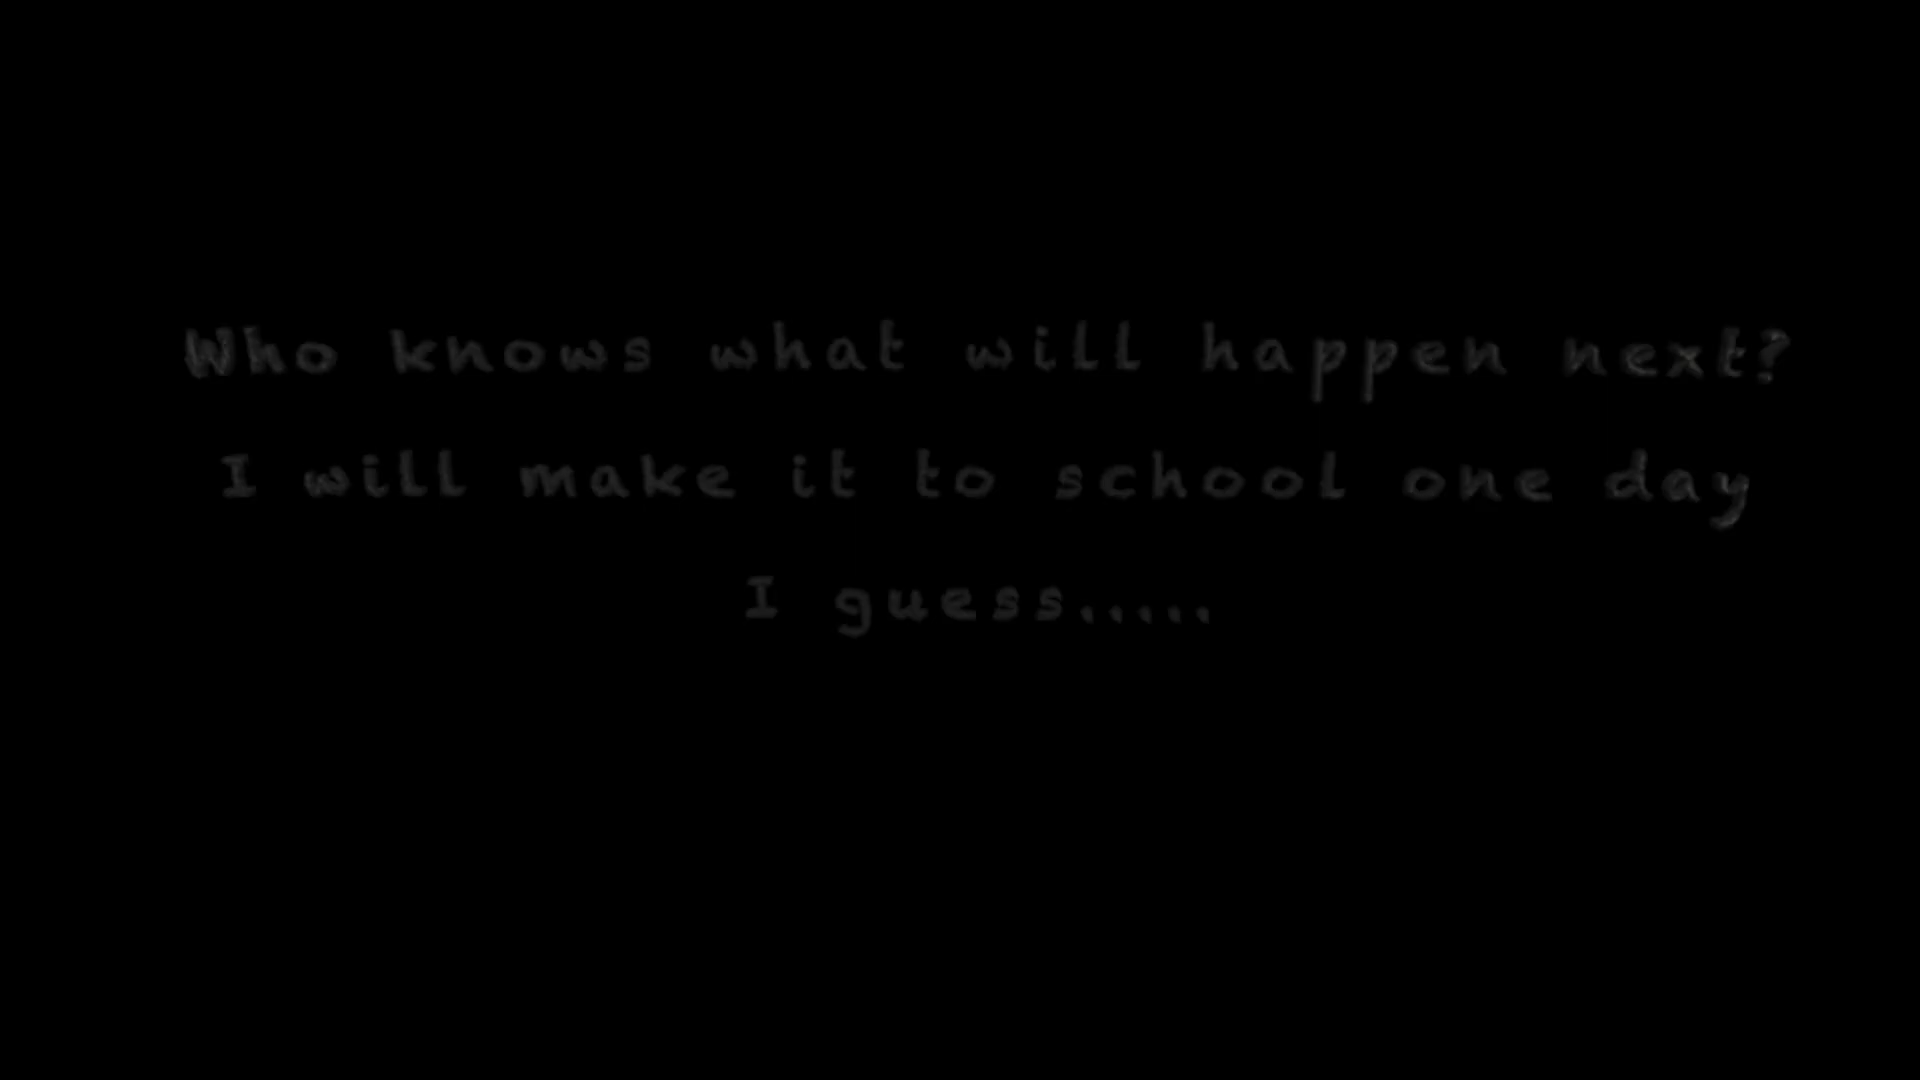 Who knows what will happen next?
I will make it to school one day
I guess.....